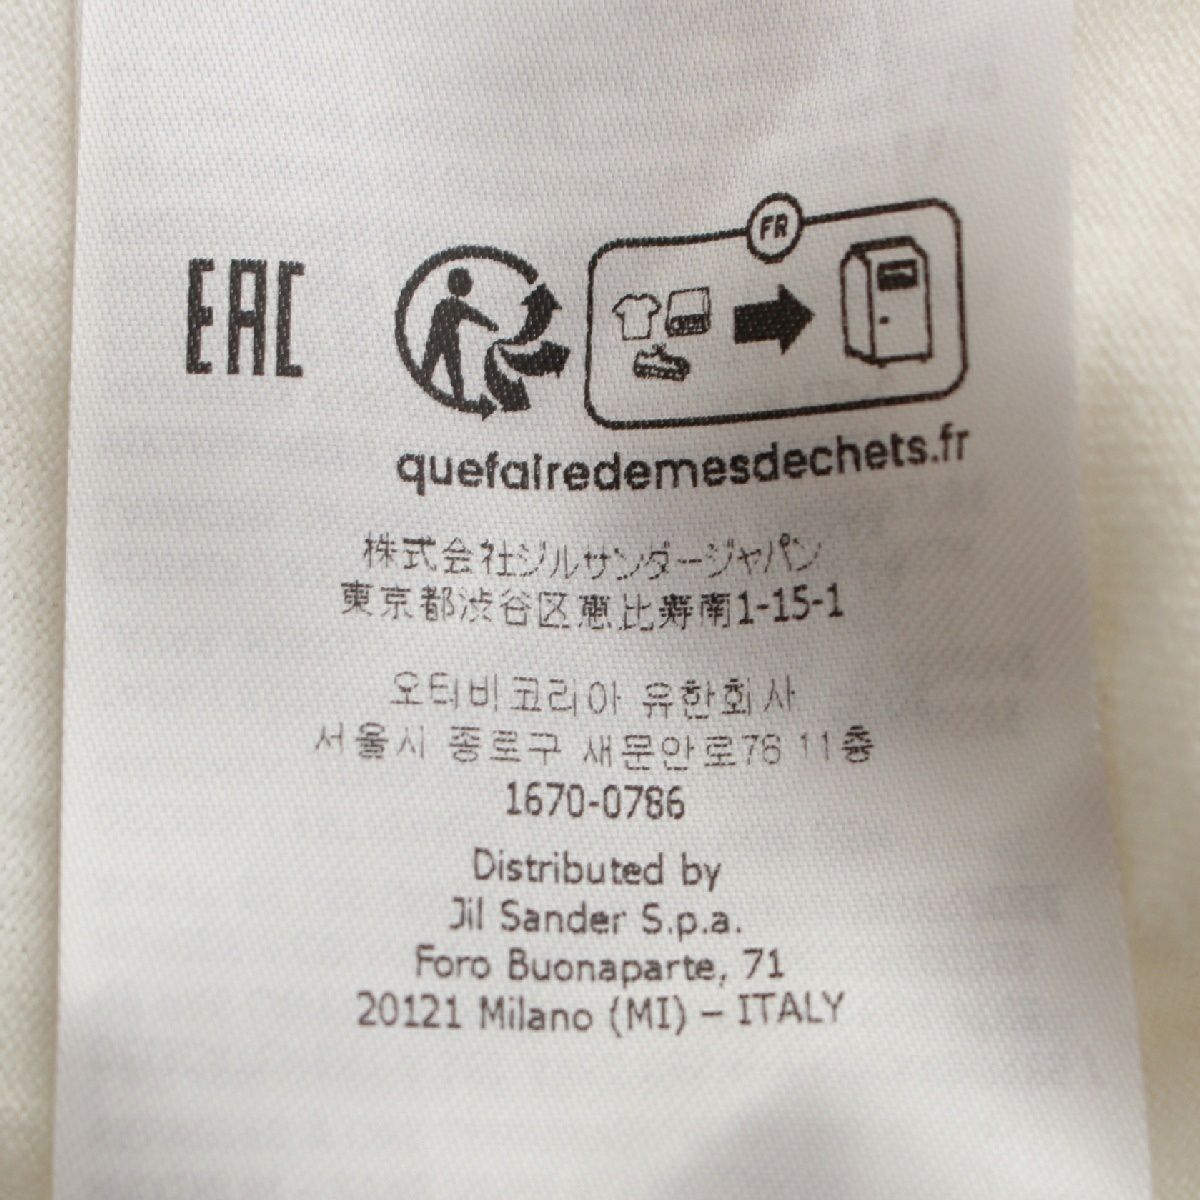 EAC
FR
quefairedemesdechets.fr
株式会社ジルサンダージャパン
東京都渋谷区恵比寿南1-15-1
오티비코리아 유한회사
서울시 종로구 새문안로76 11층
1670-0786
Distributed by
Jil Sander S.p.a.
Foro Buonaparte, 71
20121 Milano (MI) – ITALY